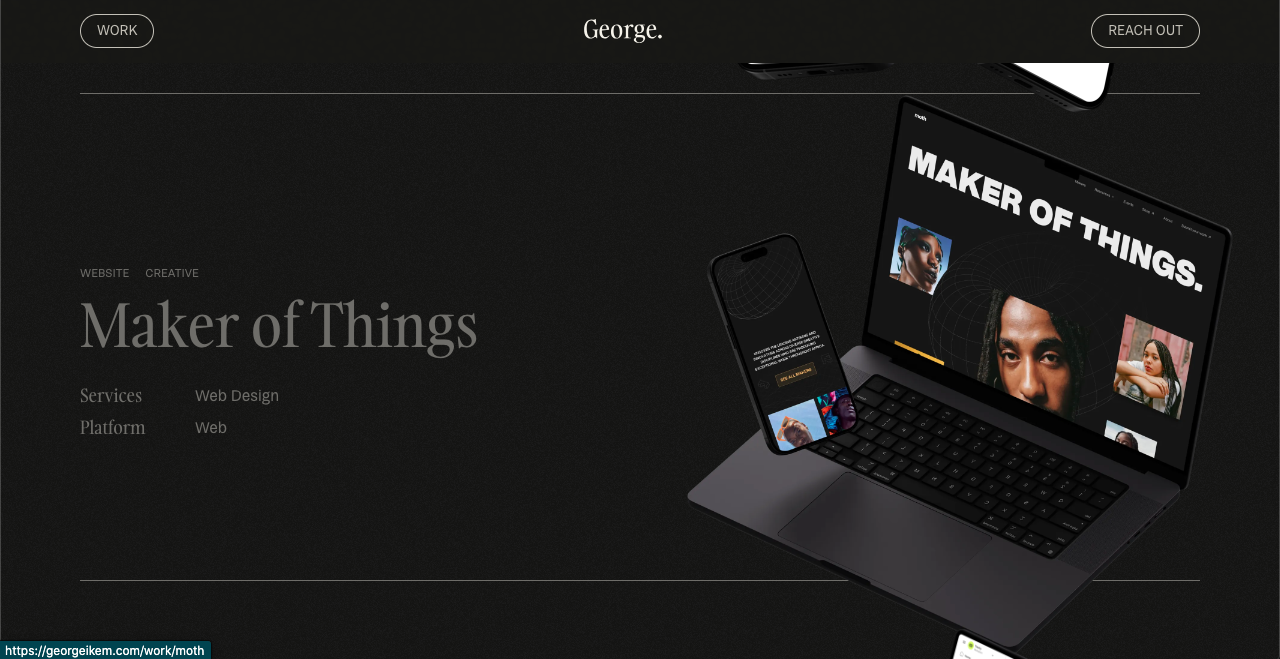 WORK
George.
REACH OUT
moth
MAKER OF THINGS.
WEBSITE CREATIVE
Maker of Things
Services Web Design
Platform Web
https://georgeikem.com/work/moth